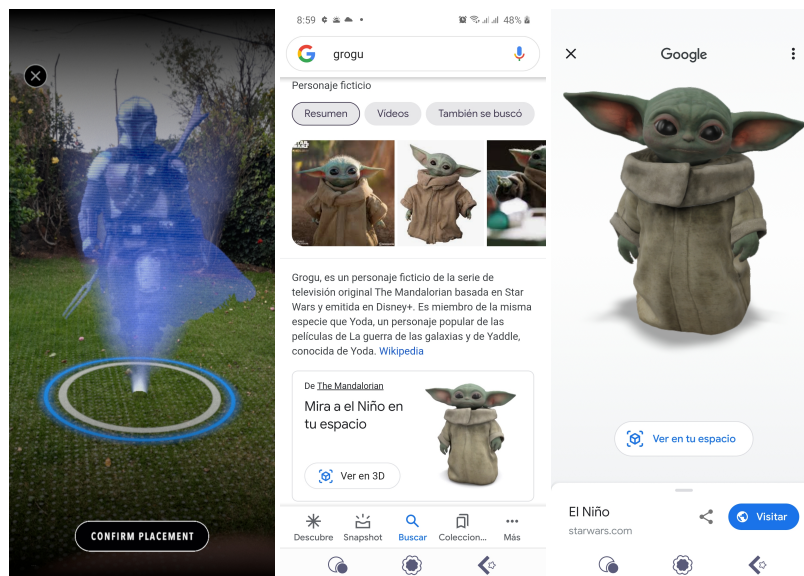 CONFIRM PLACEMENT
8:59
48%
grogu
Personaje ficticio
Resumen
Vídeos
También se buscó
STAR
WARS
Grogu, es un personaje ficticio de la serie de
televisión original The Mandalorian basada en Star
Wars y emitida en Disney+. Es miembro de la misma
especie que Yoda, un personaje popular de las
películas de La guerra de las galaxias y de Yaddle,
conocida de Yoda. Wikipedia
De The Mandalorian
Mira a el Niño en
tu espacio
Ver en 3D
Descubre
Snapshot
Buscar
Coleccion...
Más
Google
Ver en tu espacio
El Niño
starwars.com
Visitar